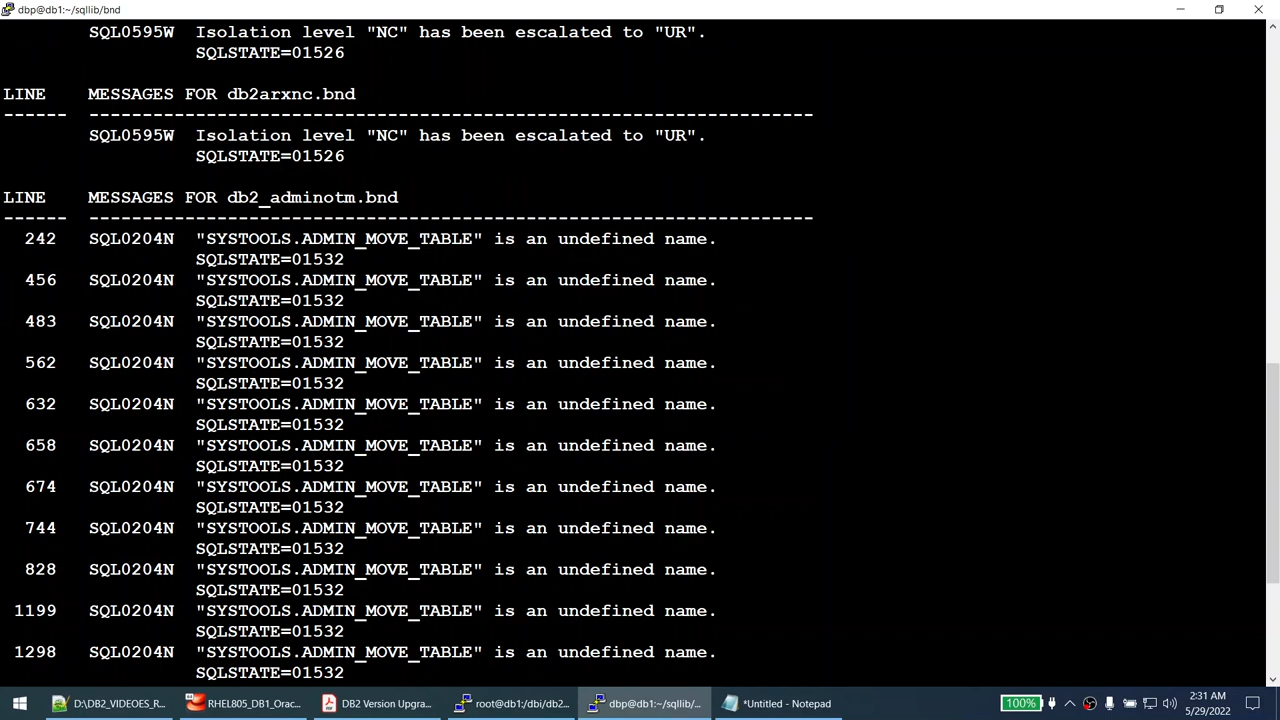 dbp@db1:~/sqllib/bnd
SQL0595W  Isolation level "NC" has been escalated to "UR".
SQLSTATE=01526
LINE    MESSAGES FOR db2arxnc.bnd
------  --------------------------------------------------------------------
SQL0595W  Isolation level "NC" has been escalated to "UR".
SQLSTATE=01526
LINE    MESSAGES FOR db2_adminotm.bnd
------  --------------------------------------------------------------------
242   SQL0204N  "SYSTOOLS.ADMIN_MOVE_TABLE" is an undefined name.
SQLSTATE=01532
456   SQL0204N  "SYSTOOLS.ADMIN_MOVE_TABLE" is an undefined name.
SQLSTATE=01532
483   SQL0204N  "SYSTOOLS.ADMIN_MOVE_TABLE" is an undefined name.
SQLSTATE=01532
562   SQL0204N  "SYSTOOLS.ADMIN_MOVE_TABLE" is an undefined name.
SQLSTATE=01532
632   SQL0204N  "SYSTOOLS.ADMIN_MOVE_TABLE" is an undefined name.
SQLSTATE=01532
658   SQL0204N  "SYSTOOLS.ADMIN_MOVE_TABLE" is an undefined name.
SQLSTATE=01532
674   SQL0204N  "SYSTOOLS.ADMIN_MOVE_TABLE" is an undefined name.
SQLSTATE=01532
744   SQL0204N  "SYSTOOLS.ADMIN_MOVE_TABLE" is an undefined name.
SQLSTATE=01532
828   SQL0204N  "SYSTOOLS.ADMIN_MOVE_TABLE" is an undefined name.
SQLSTATE=01532
1199   SQL0204N  "SYSTOOLS.ADMIN_MOVE_TABLE" is an undefined name.
SQLSTATE=01532
1298   SQL0204N  "SYSTOOLS.ADMIN_MOVE_TABLE" is an undefined name.
SQLSTATE=01532
D:\DB2_VIDEOES_R... RHEL805_DB1_Orac... DB2 Version Upgra... root@db1:/dbi/db2... dbp@db1:~/sqllib/... *Untitled - Notepad 100% 2:31 AM
5/29/2022